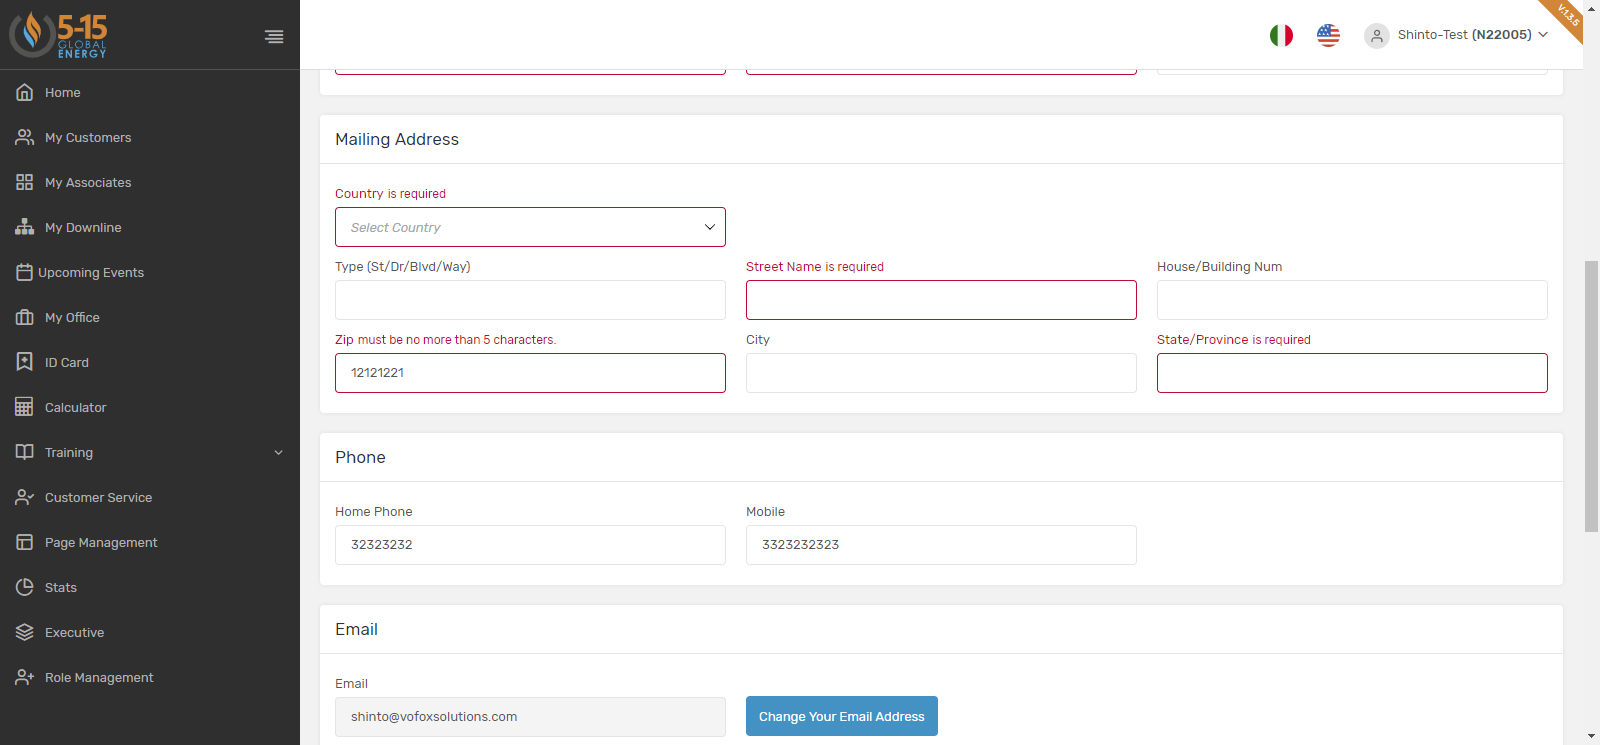 5-15
GLOBAL
ENERGY
Shinto-Test (N22005)
V.1.3.5
Home
My Customers
My Associates
My Downline
Upcoming Events
My Office
ID Card
Calculator
Training
Customer Service
Page Management
Stats
Executive
Role Management
Mailing Address
Country is required
Select Country
Type (St/Dr/Blvd/Way)
Street Name is required
House/Building Num
Zip must be no more than 5 characters.
City
State/Province is required
12121221
Phone
Home Phone
Mobile
32323232
3323232323
Email
Email
shinto@vofoxsolutions.com
Change Your Email Address